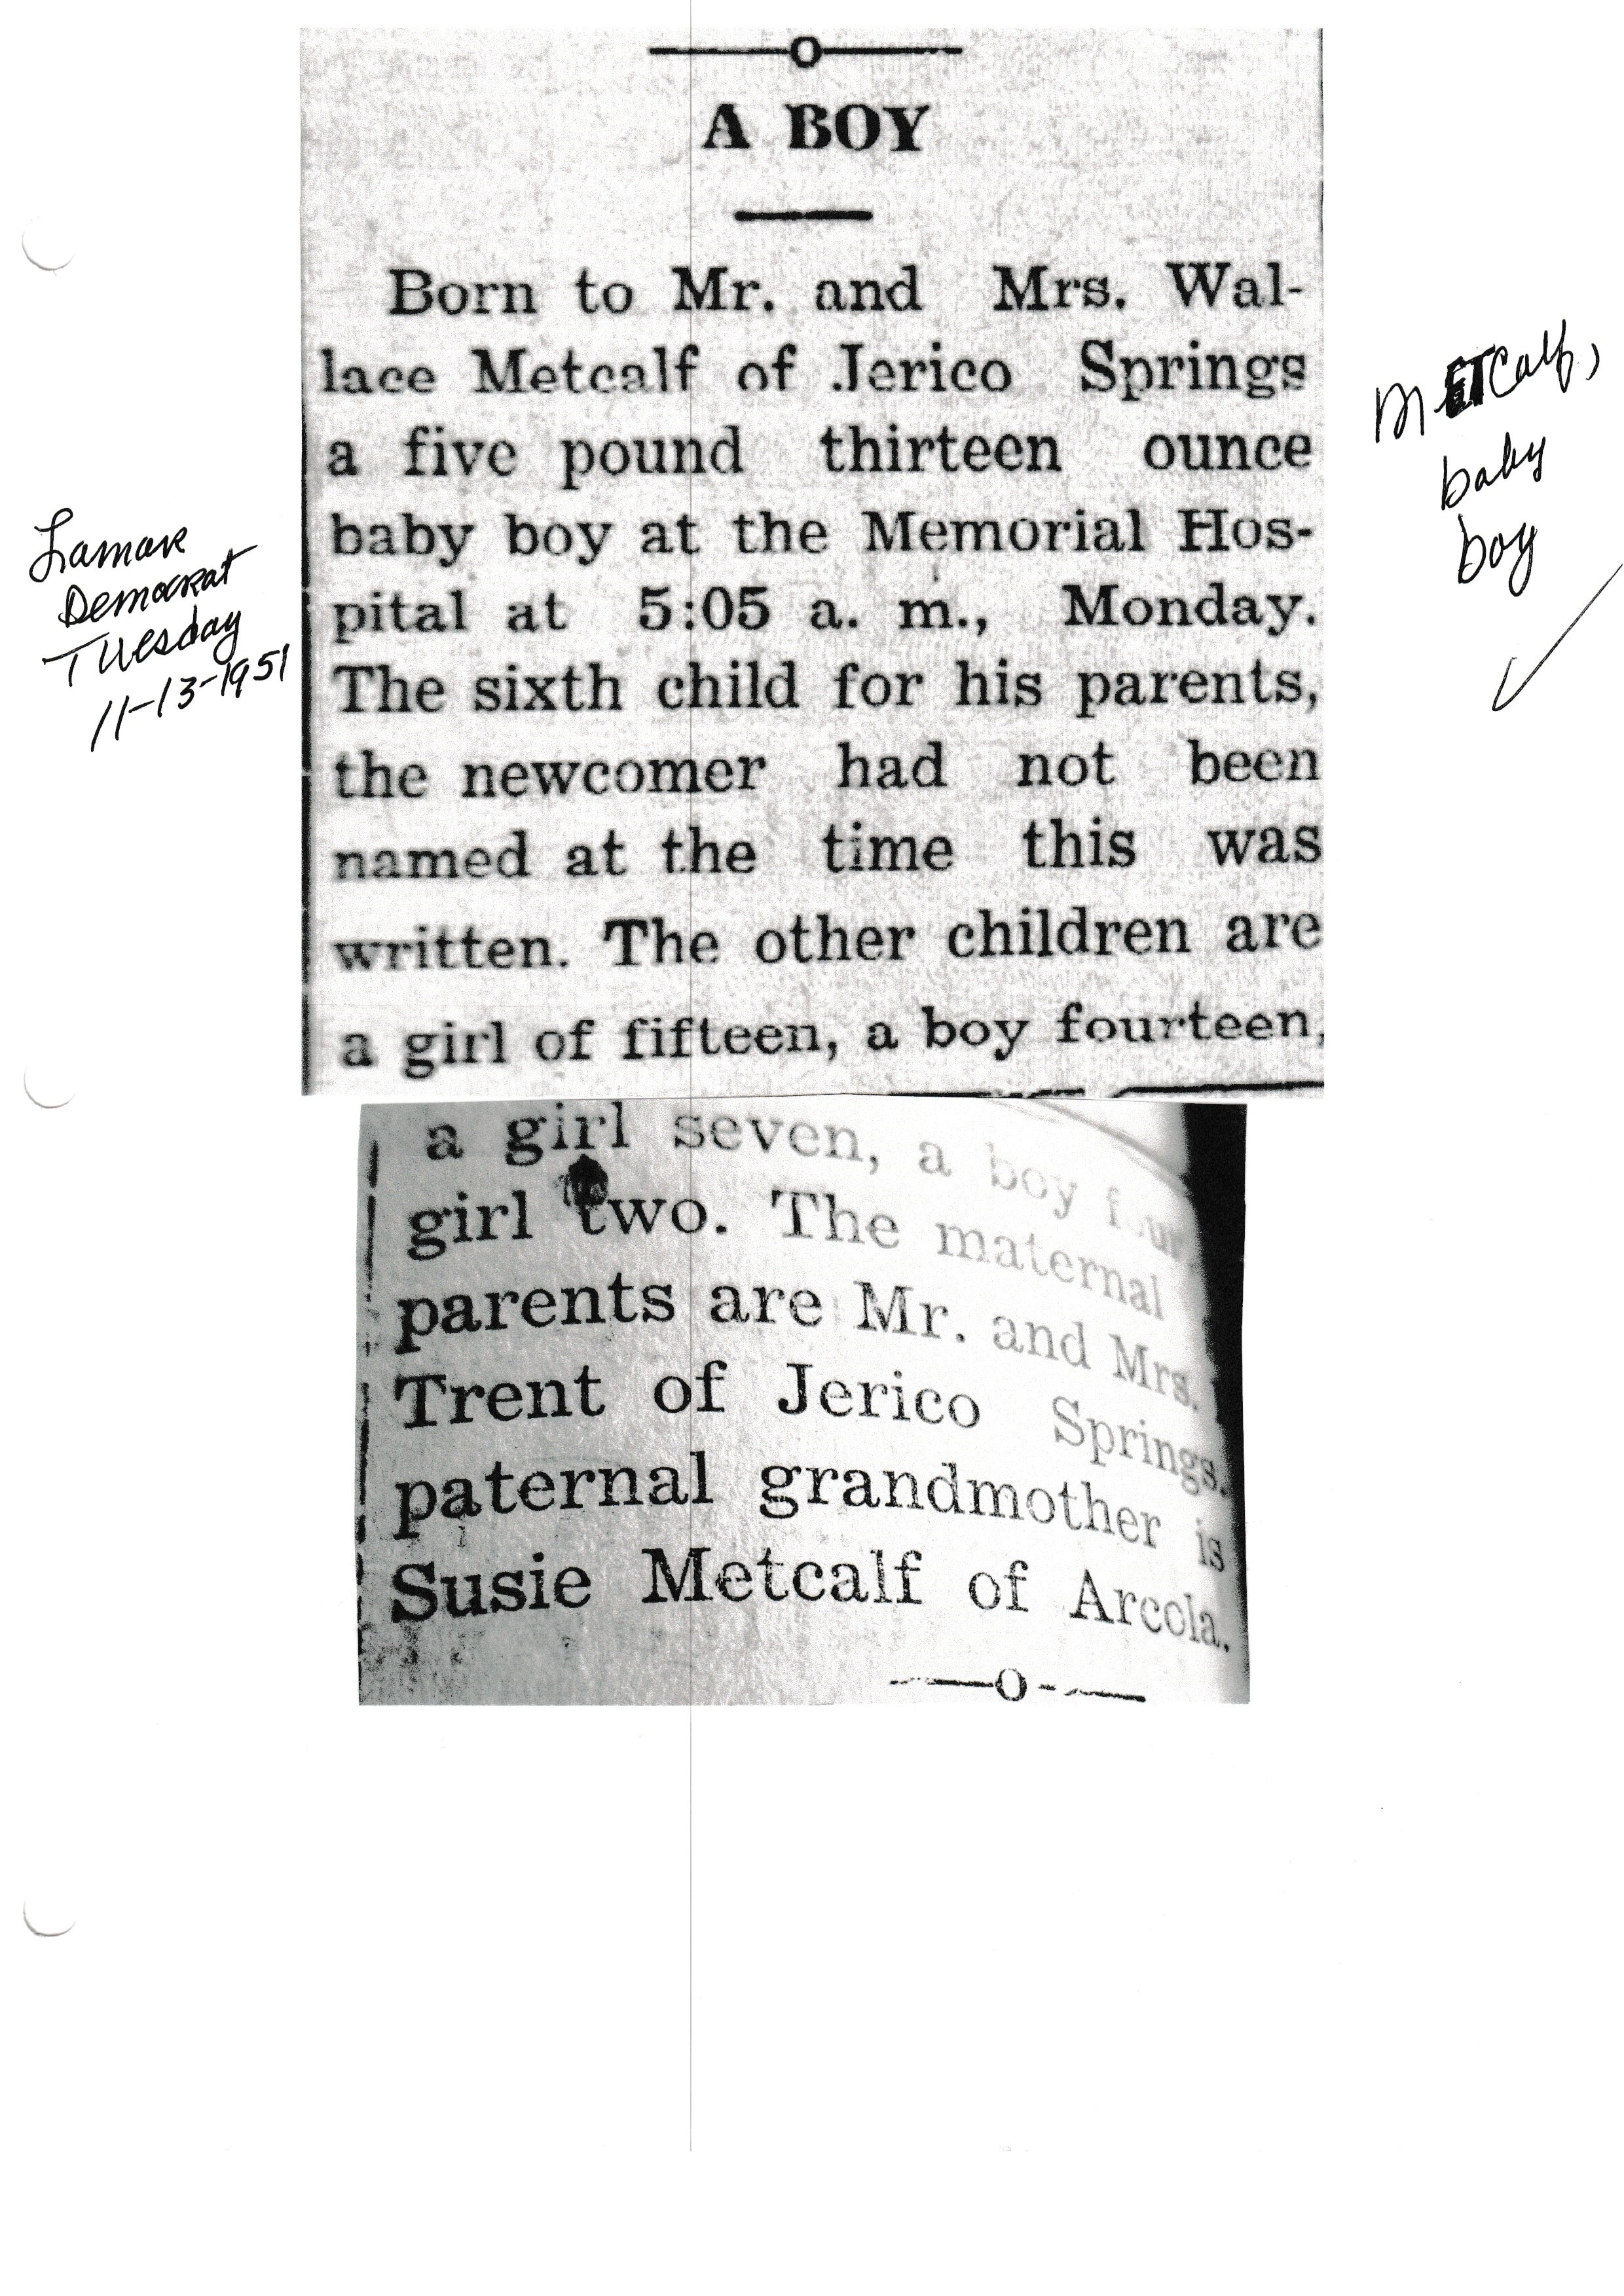 A BOY
Born to Mr. and Mrs. Wal-
lace Metcalf of Jerico Springs
a five pound thirteen ounce
baby boy at the Memorial Hos-
pital at 5:05 a. m., Monday.
The sixth child for his parents,
the newcomer had not been
named at the time this was
written. The other children are
a girl of fifteen, a boy fourteen,
a girl seven, a boy four
girl two. The maternal
parents are Mr. and Mrs.
Trent of Jerico Springs.
paternal grandmother is
Susie Metcalf of Arcola.
Lamar
Democrat
Tuesday
11-13-1951
METCalf,
baby
boy